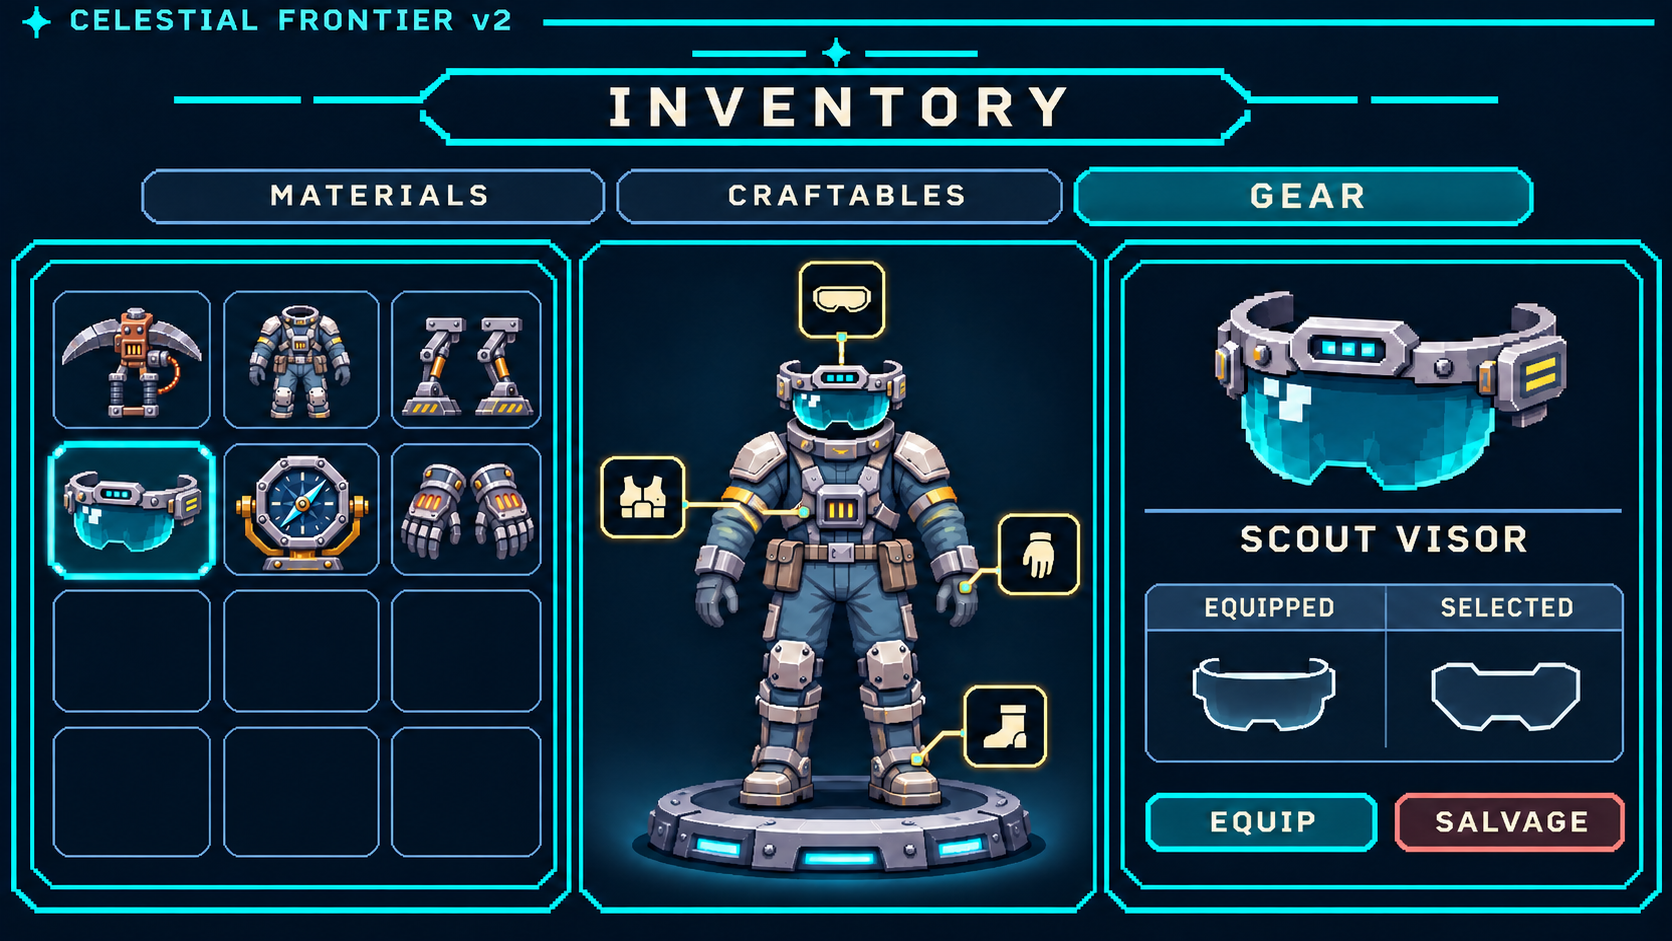 CELESTIAL FRONTIER v2
INVENTORY
MATERIALS
CRAFTABLES
GEAR
SCOUT VISOR
EQUIPPED
SELECTED
EQUIP
SALVAGE